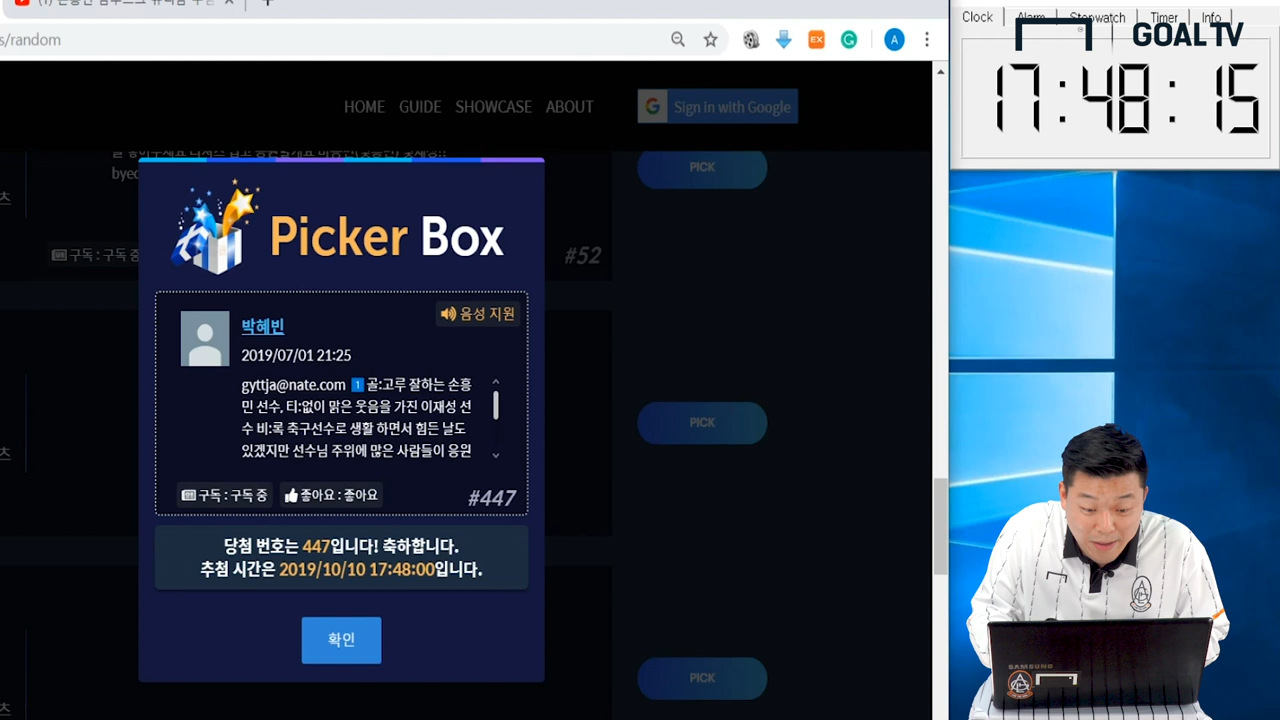 s/random
EX
A
Clock
Alarm
Stopwatch
Timer
Info
GOAL TV
17:48:15
HOME GUIDE SHOWCASE ABOUT
G Sign in with Google
byeo
PICK
구독 : 구독 중
#52
Picker Box
음성 지원
박혜빈
2019/07/01 21:25
gyttja@nate.com 1 골:고루 잘하는 손흥
민 선수, 티:없이 맑은 웃음을 가진 이재성 선
수 비:록 축구선수로 생활 하면서 힘든 날도
있겠지만 선수님 주위에 많은 사람들이 응원
구독 : 구독 중 좋아요 : 좋아요
#447
PICK
당첨 번호는 447입니다! 축하합니다.
추첨 시간은 2019/10/10 17:48:00입니다.
확인
PICK
SAMSUNG